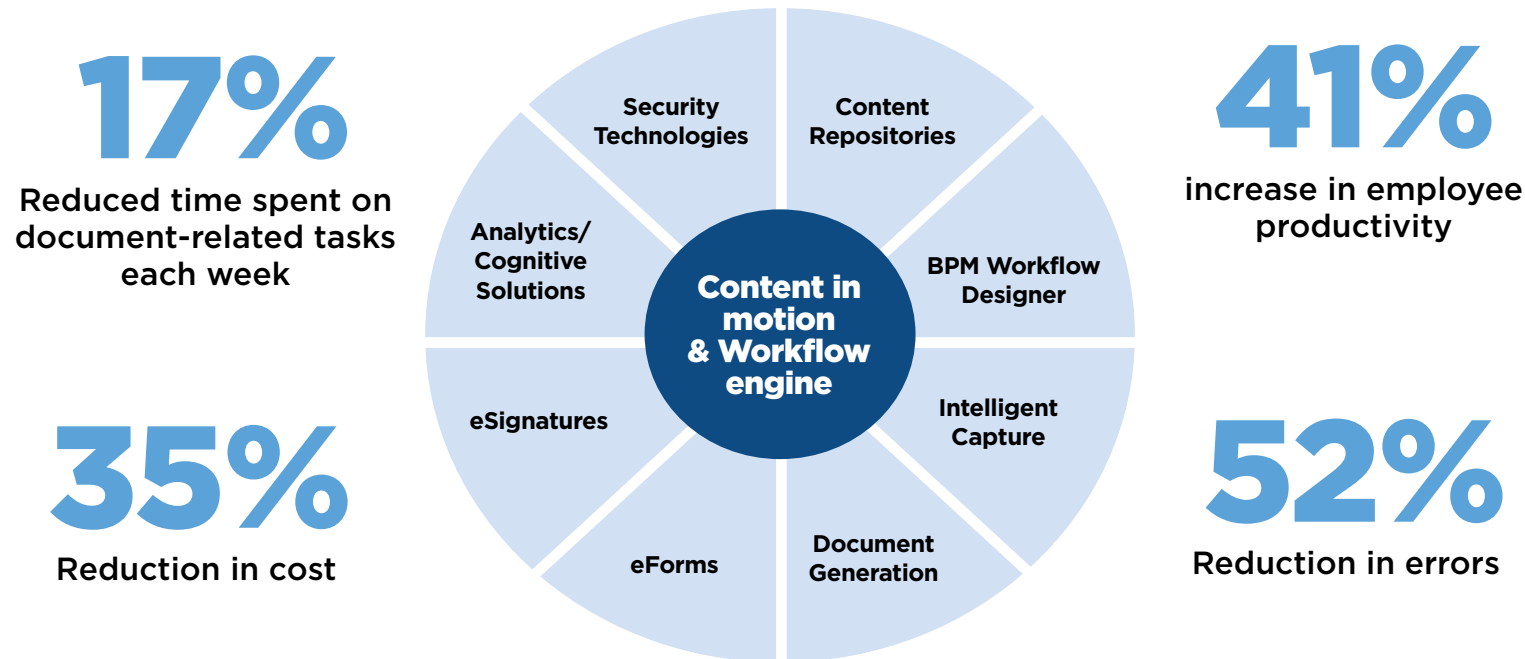 17%
Reduced time spent on
document-related tasks
each week
35%
Reduction in cost
Security
Technologies
Content
Repositories
Analytics/
Cognitive
Solutions
BPM Workflow
Designer
Content in
motion
& Workflow
engine
eSignatures
Intelligent
Capture
eForms
Document
Generation
41%
increase in employee
productivity
52%
Reduction in errors